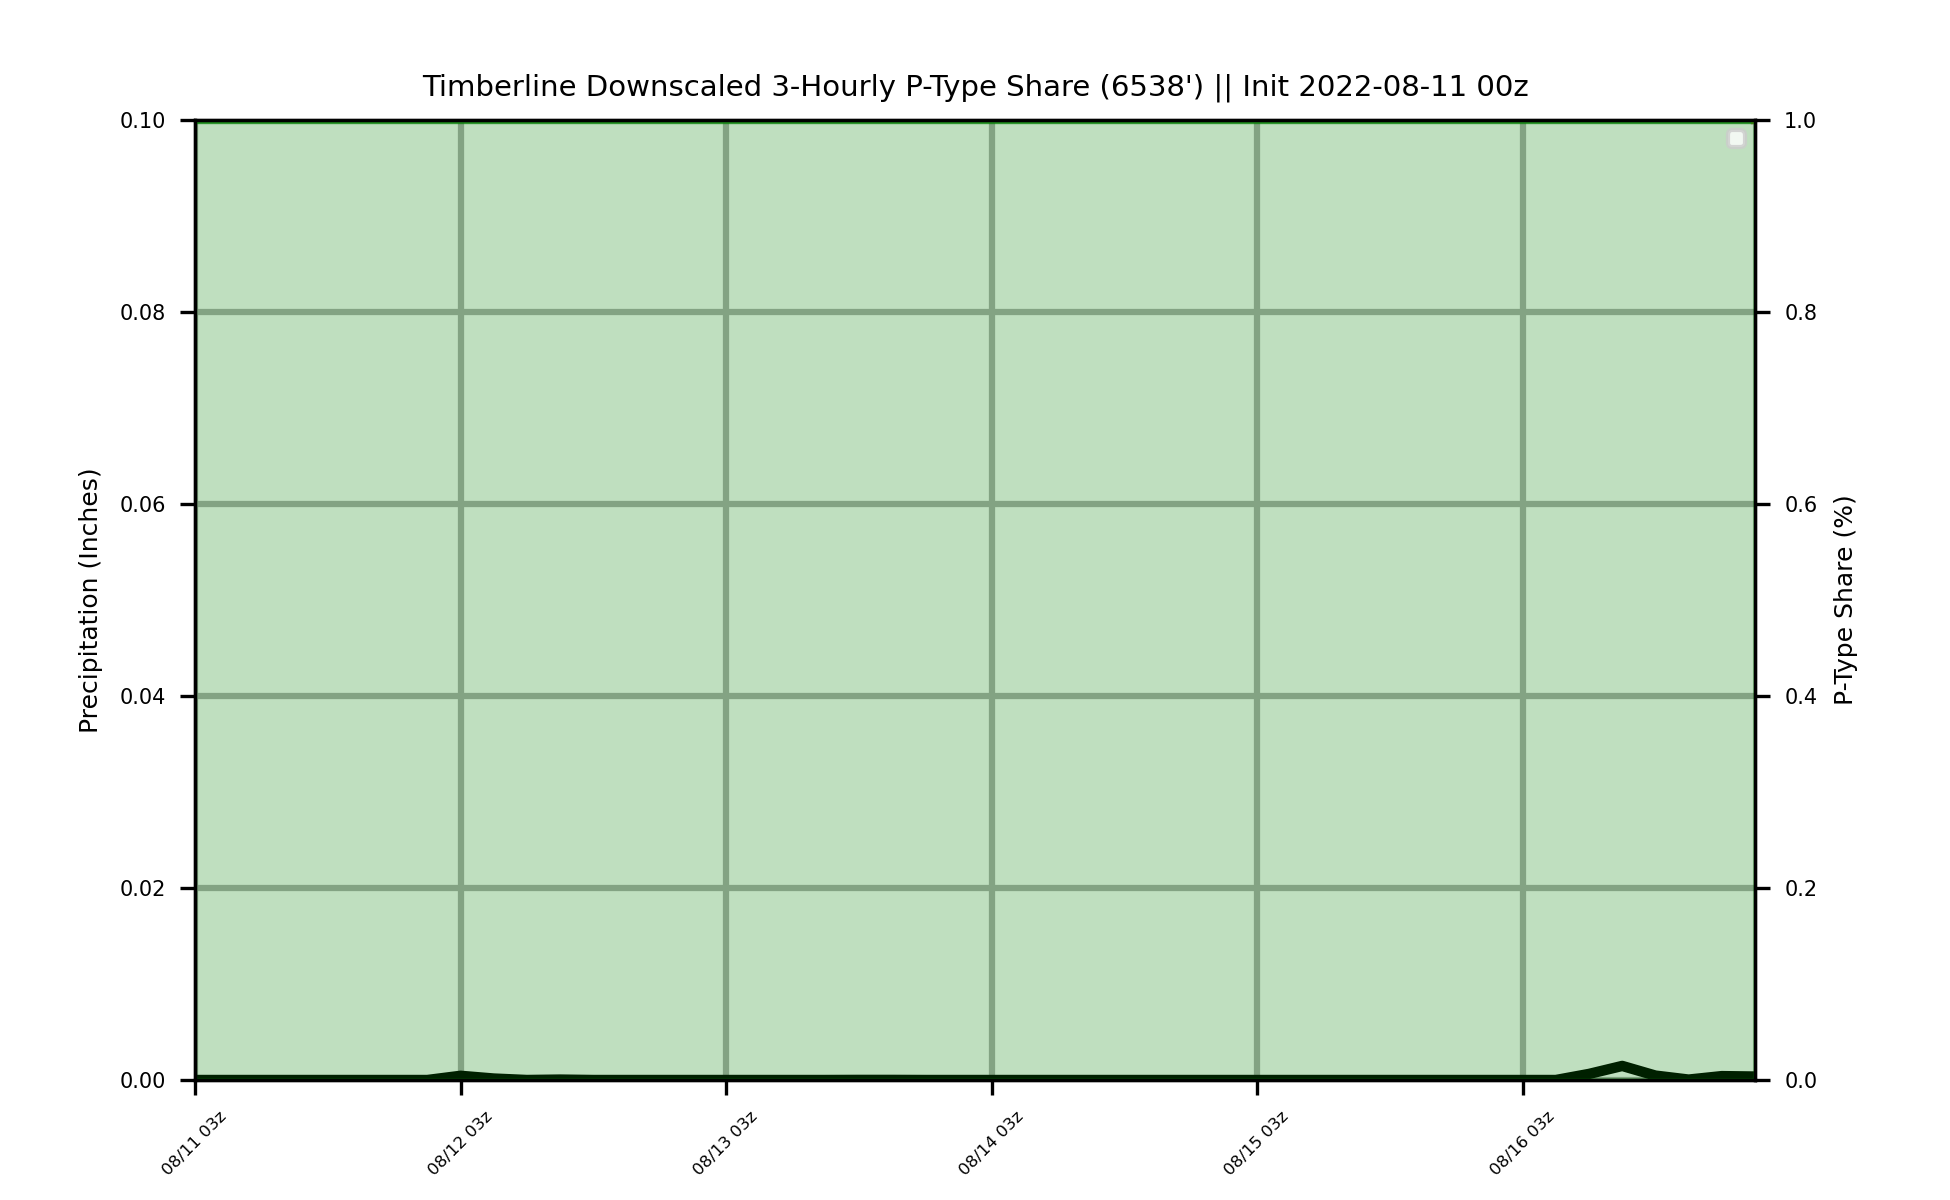 Timberline Downscaled 3-Hourly P-Type Share (6538') || Init 2022-08-11 00z
Precipitation (Inches)
0.10
0.08
0.06
0.04
0.02
0.00
1.0
0.8
0.6
0.4
0.2
0.0
P-Type Share (%)
08/11 03z
08/12 03z
08/13 03z
08/14 03z
08/15 03z
08/16 03z